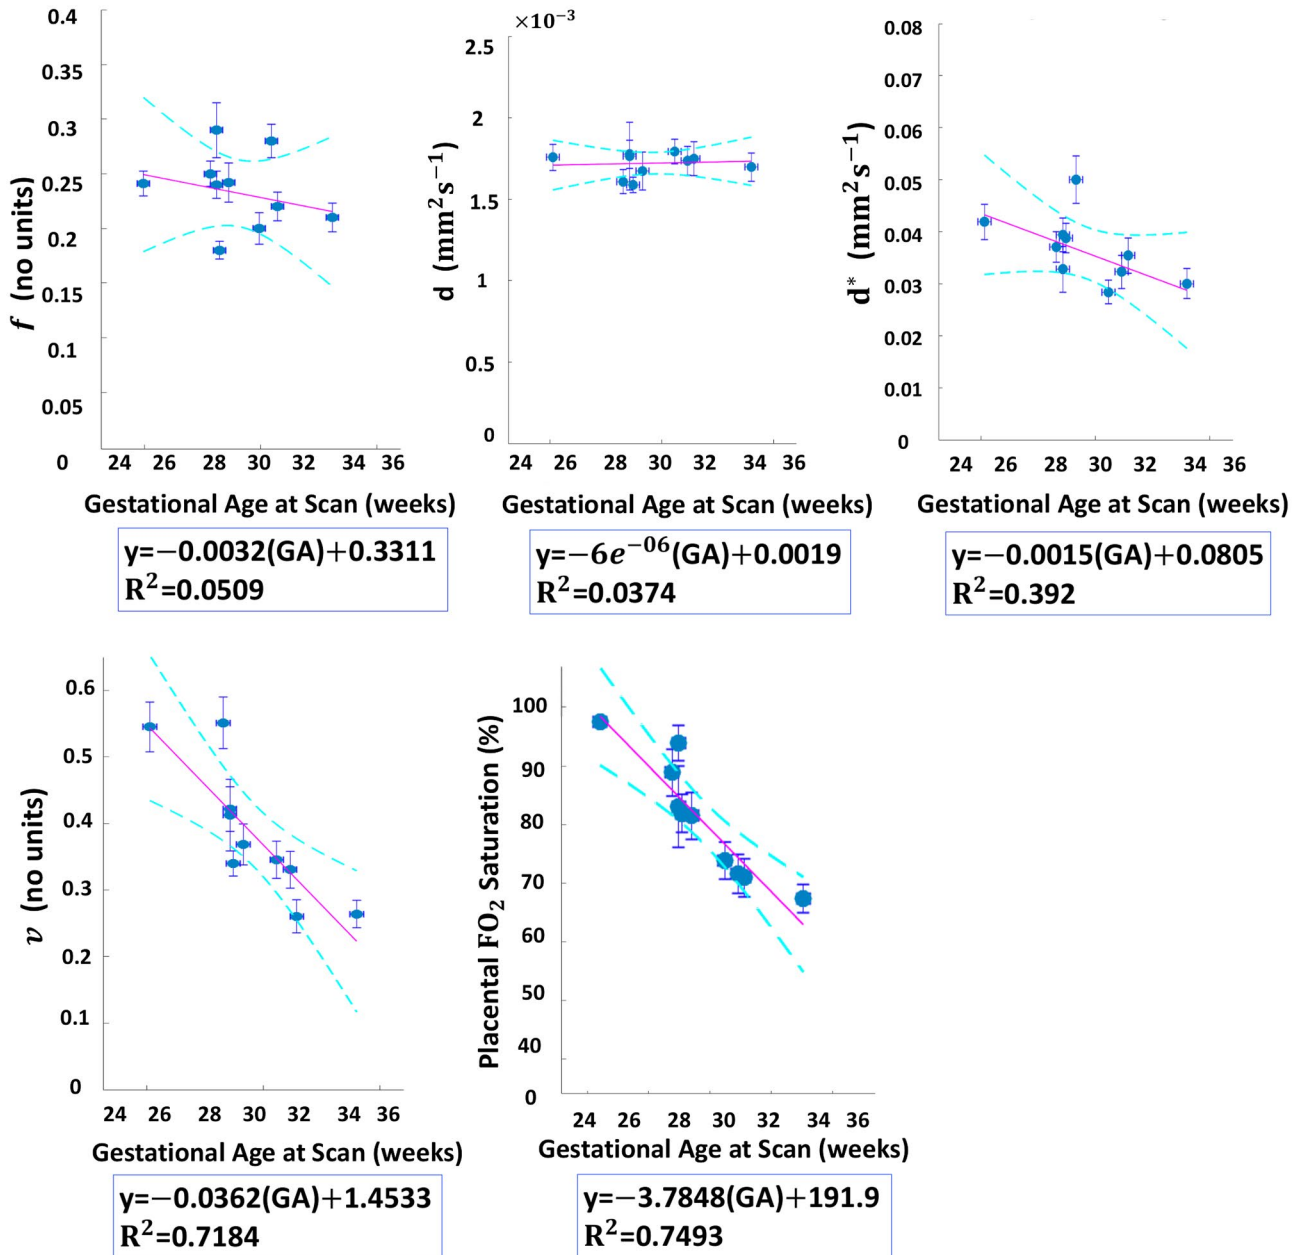 0.4
0.35
0.3
0.25
0.2
0.15
0.1
0.05
0
f (no units)
24 26 28 30 32 34 36
Gestational Age at Scan (weeks)
y=−0.0032(GA)+0.3311
R²=0.0509
×10⁻³
2.5
2
1.5
1
0.5
0
d (mm²s⁻¹)
24 26 28 30 32 34 36
Gestational Age at Scan (weeks)
y=−6e⁻⁰⁶(GA)+0.0019
R²=0.0374
0.08
0.07
0.06
0.05
0.04
0.03
0.02
0.01
0
d* (mm²s⁻¹)
24 26 28 30 32 34 36
Gestational Age at Scan (weeks)
y=−0.0015(GA)+0.0805
R²=0.392
0.6
0.5
0.4
0.3
0.2
0.1
0
v (no units)
24 26 28 30 32 34 36
Gestational Age at Scan (weeks)
y=−0.0362(GA)+1.4533
R²=0.7184
100
90
80
70
60
50
40
0
Placental FO₂ Saturation (%)
24 26 28 30 32 34 36
Gestational Age at Scan (weeks)
y=−3.7848(GA)+191.9
R²=0.7493